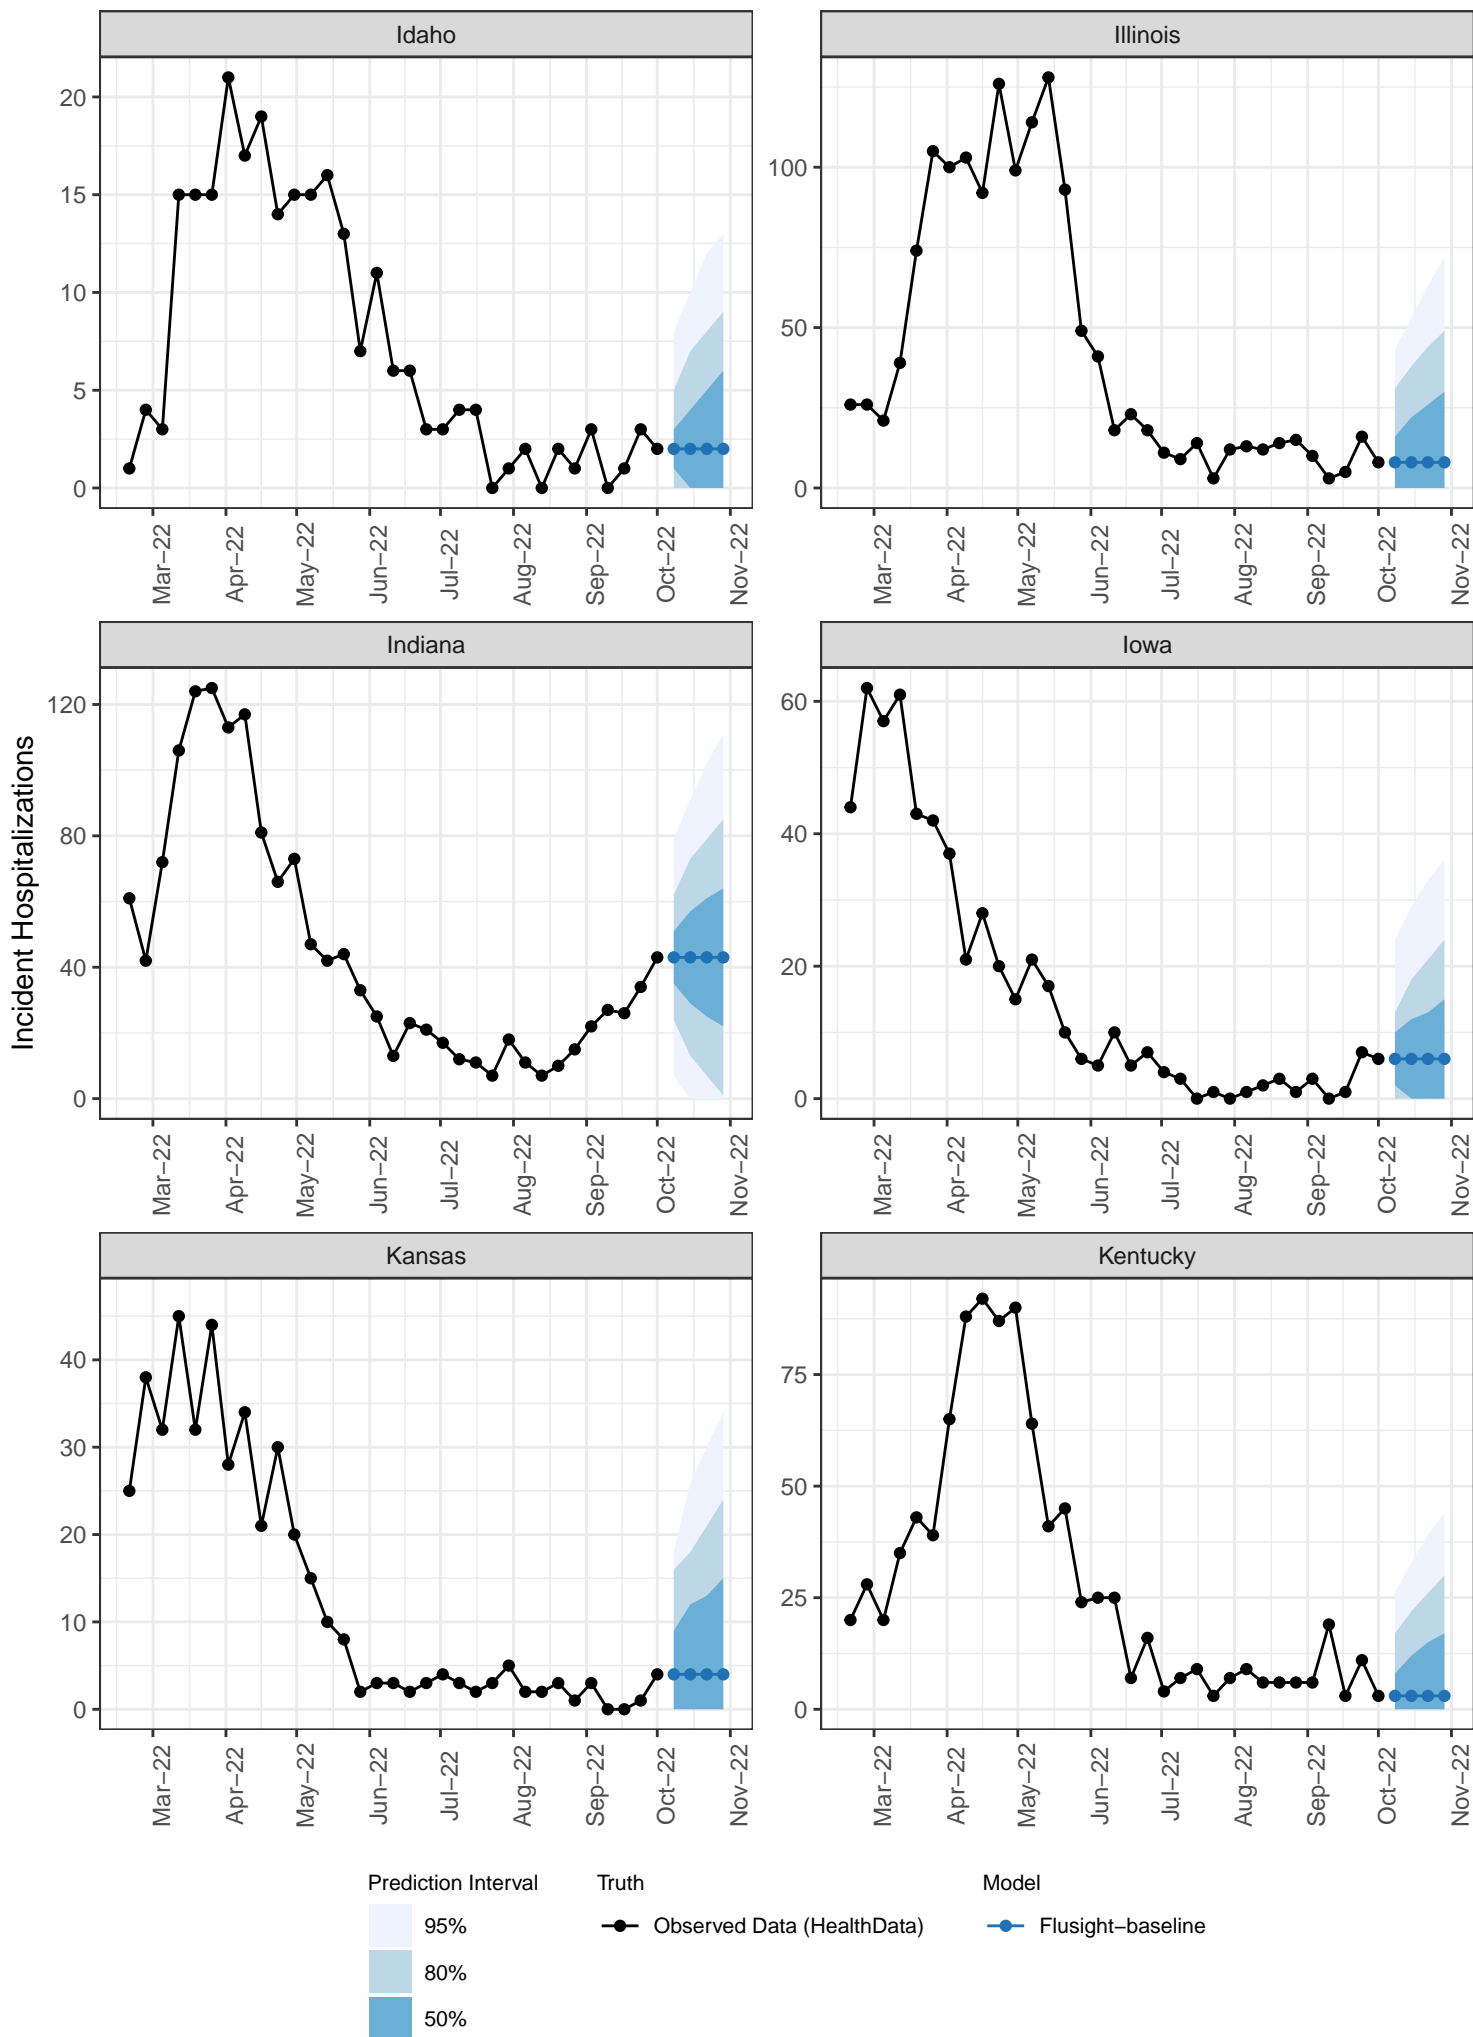 Idaho
Illinois
20
15
10
5
0
100
50
0
Mar−22
Apr−22
May−22
Jun−22
Jul−22
Aug−22
Sep−22
Oct−22
Nov−22
Mar−22
Apr−22
May−22
Jun−22
Jul−22
Aug−22
Sep−22
Oct−22
Nov−22
Incident Hospitalizations
Indiana
Iowa
120
80
40
0
60
40
20
0
Mar−22
Apr−22
May−22
Jun−22
Jul−22
Aug−22
Sep−22
Oct−22
Nov−22
Mar−22
Apr−22
May−22
Jun−22
Jul−22
Aug−22
Sep−22
Oct−22
Nov−22
Kansas
Kentucky
40
30
20
10
0
75
50
25
0
Mar−22
Apr−22
May−22
Jun−22
Jul−22
Aug−22
Sep−22
Oct−22
Nov−22
Mar−22
Apr−22
May−22
Jun−22
Jul−22
Aug−22
Sep−22
Oct−22
Nov−22
Prediction Interval
95%
80%
50%
Truth
Observed Data (HealthData)
Model
Flusight−baseline